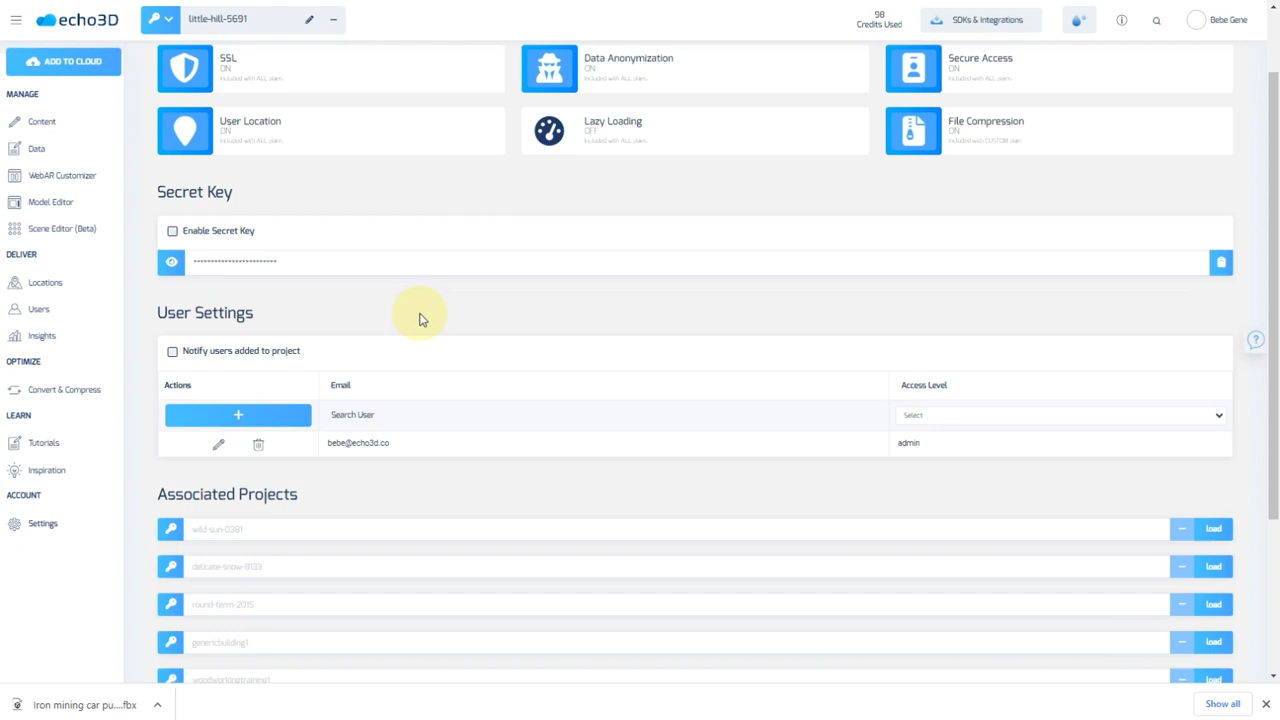 echo3D
little-hill-5691
98
Credits Used
SDKs & Integrations
Bebe Gene
ADD TO CLOUD
MANAGE
Content
Data
WebAR Customizer
Model Editor
Scene Editor (Beta)
DELIVER
Locations
Users
Insights
OPTIMIZE
Convert & Compress
LEARN
Tutorials
Inspiration
ACCOUNT
Settings
SSL
ON
Included with ALL plans.
Data Anonymization
ON
Included with ALL plans.
Secure Access
ON
Included with ALL plans.
User Location
ON
Included with ALL plans.
Lazy Loading
OFF
Included with ALL plans.
File Compression
ON
Included with CUSTOM plan
Secret Key
Enable Secret Key
************************
User Settings
Notify users added to project
Actions Email Access Level
+ Search User Select
bebe@echo3d.co admin
Associated Projects
wild-sun-0381 load
delicate-snow-8133 load
round-term-2015 load
genericbuilding1 load
woodworkingtraining1 load
Iron mining car pu....fbx
Show all